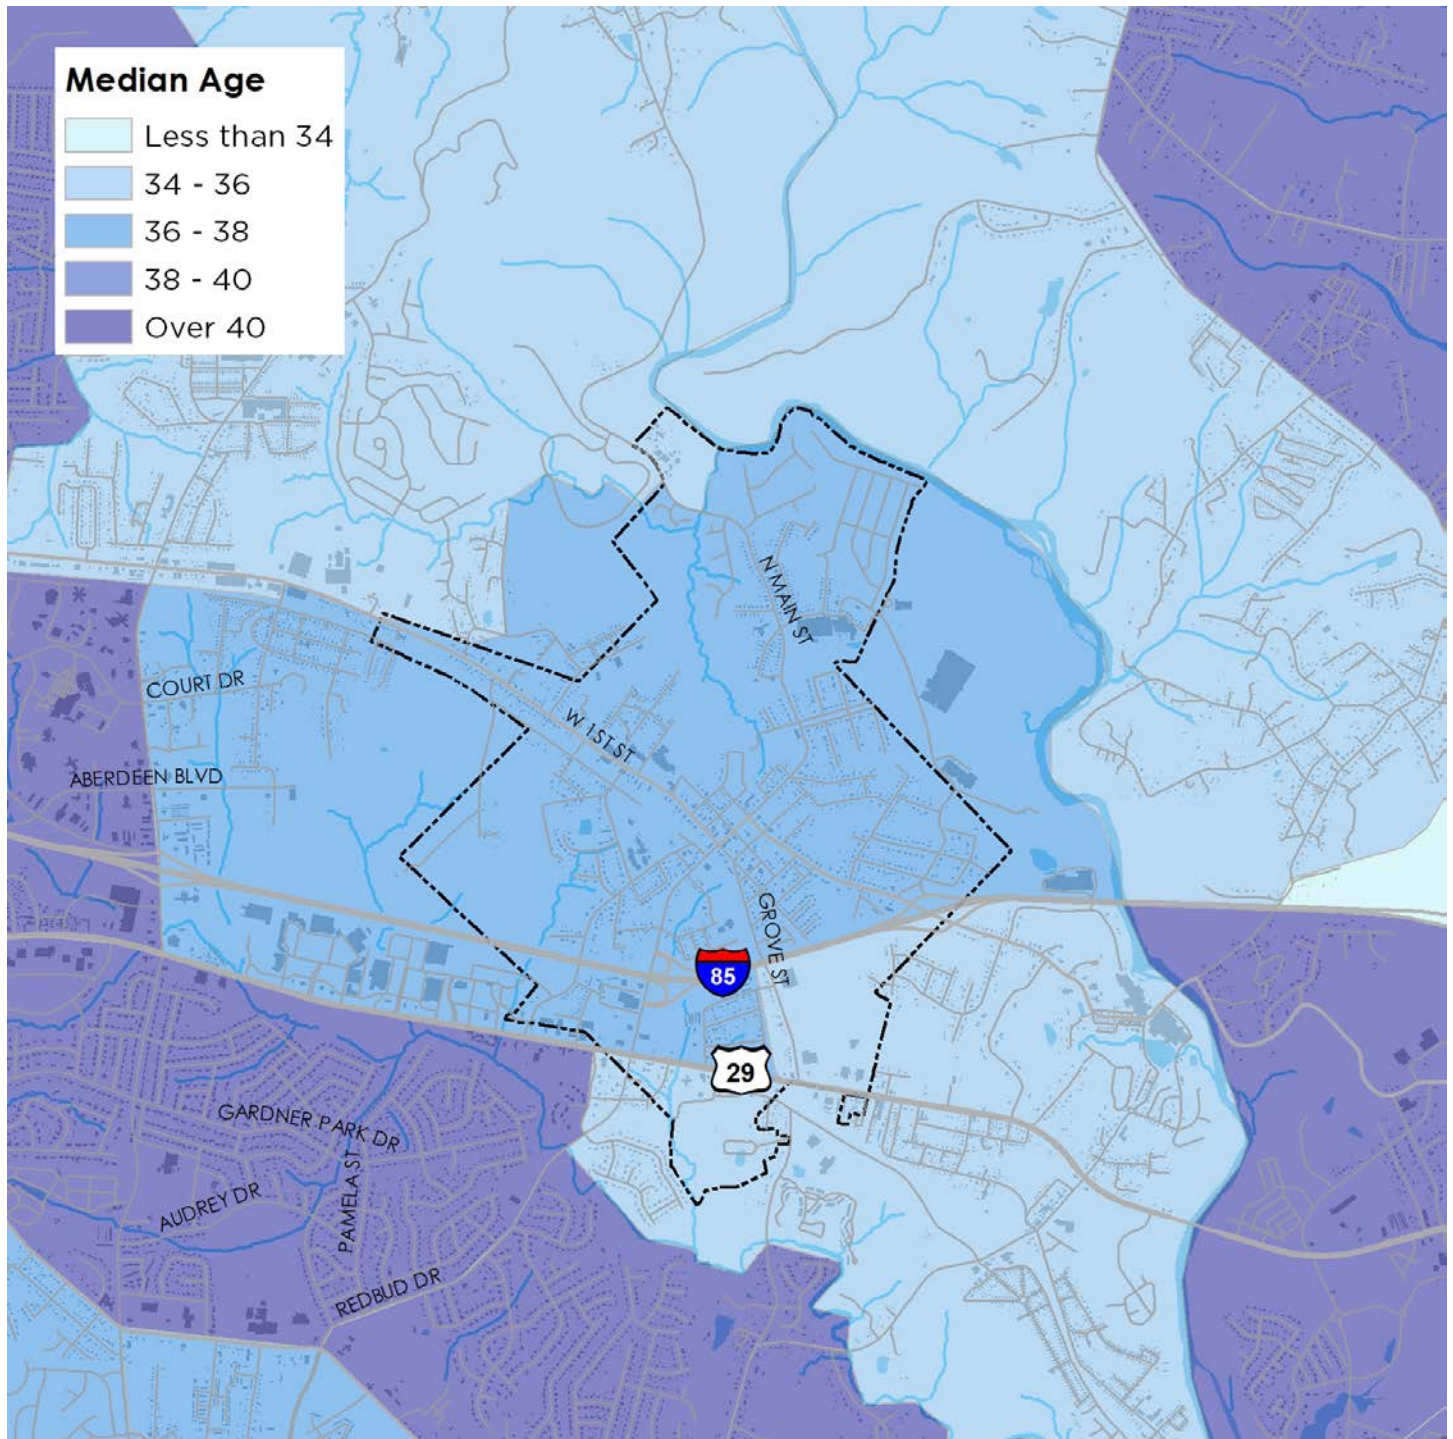 Median Age
Less than 34
34 - 36
36 - 38
38 - 40
Over 40
N MAIN ST
COURT DR
W 1ST ST
ABERDEEN BLVD
GROVE ST
85
29
GARDNER PARK DR
PAMELA ST
AUDREY DR
REDBUD DR